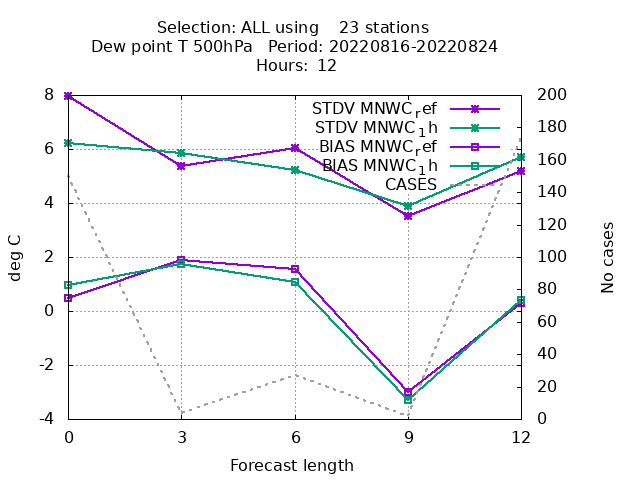 Selection: ALL using    23 stations
Dew point T 500hPa   Period: 20220816-20220824
Hours: 12
STDV MNWC_ref
STDV MNWC_1h
BIAS MNWC_ref
BIAS MNWC_1h
CASES
8
6
4
2
0
-2
-4
200
180
160
140
120
100
80
60
40
20
0
deg C
No cases
0 3 6 9 12
Forecast length